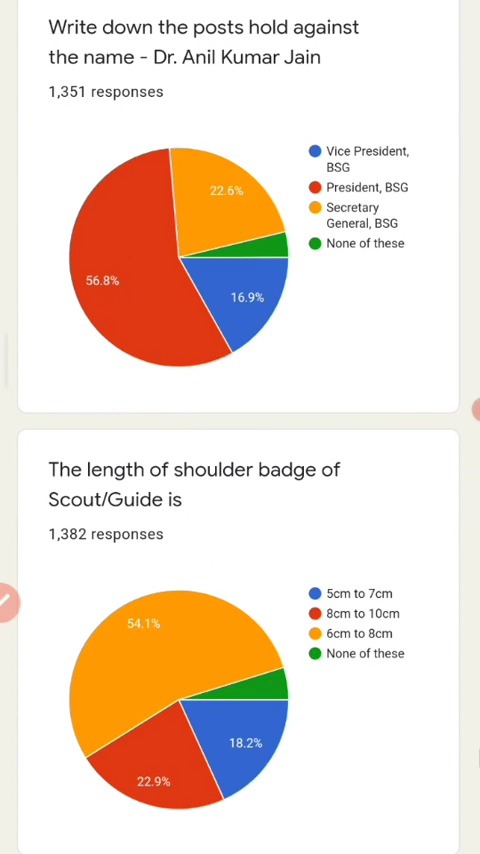 Write down the posts hold against
the name - Dr. Anil Kumar Jain
1,351 responses
Vice President,
BSG
President, BSG
Secretary
General, BSG
None of these
22.6%
56.8%
16.9%
The length of shoulder badge of
Scout/Guide is
1,382 responses
5cm to 7cm
8cm to 10cm
6cm to 8cm
None of these
54.1%
18.2%
22.9%